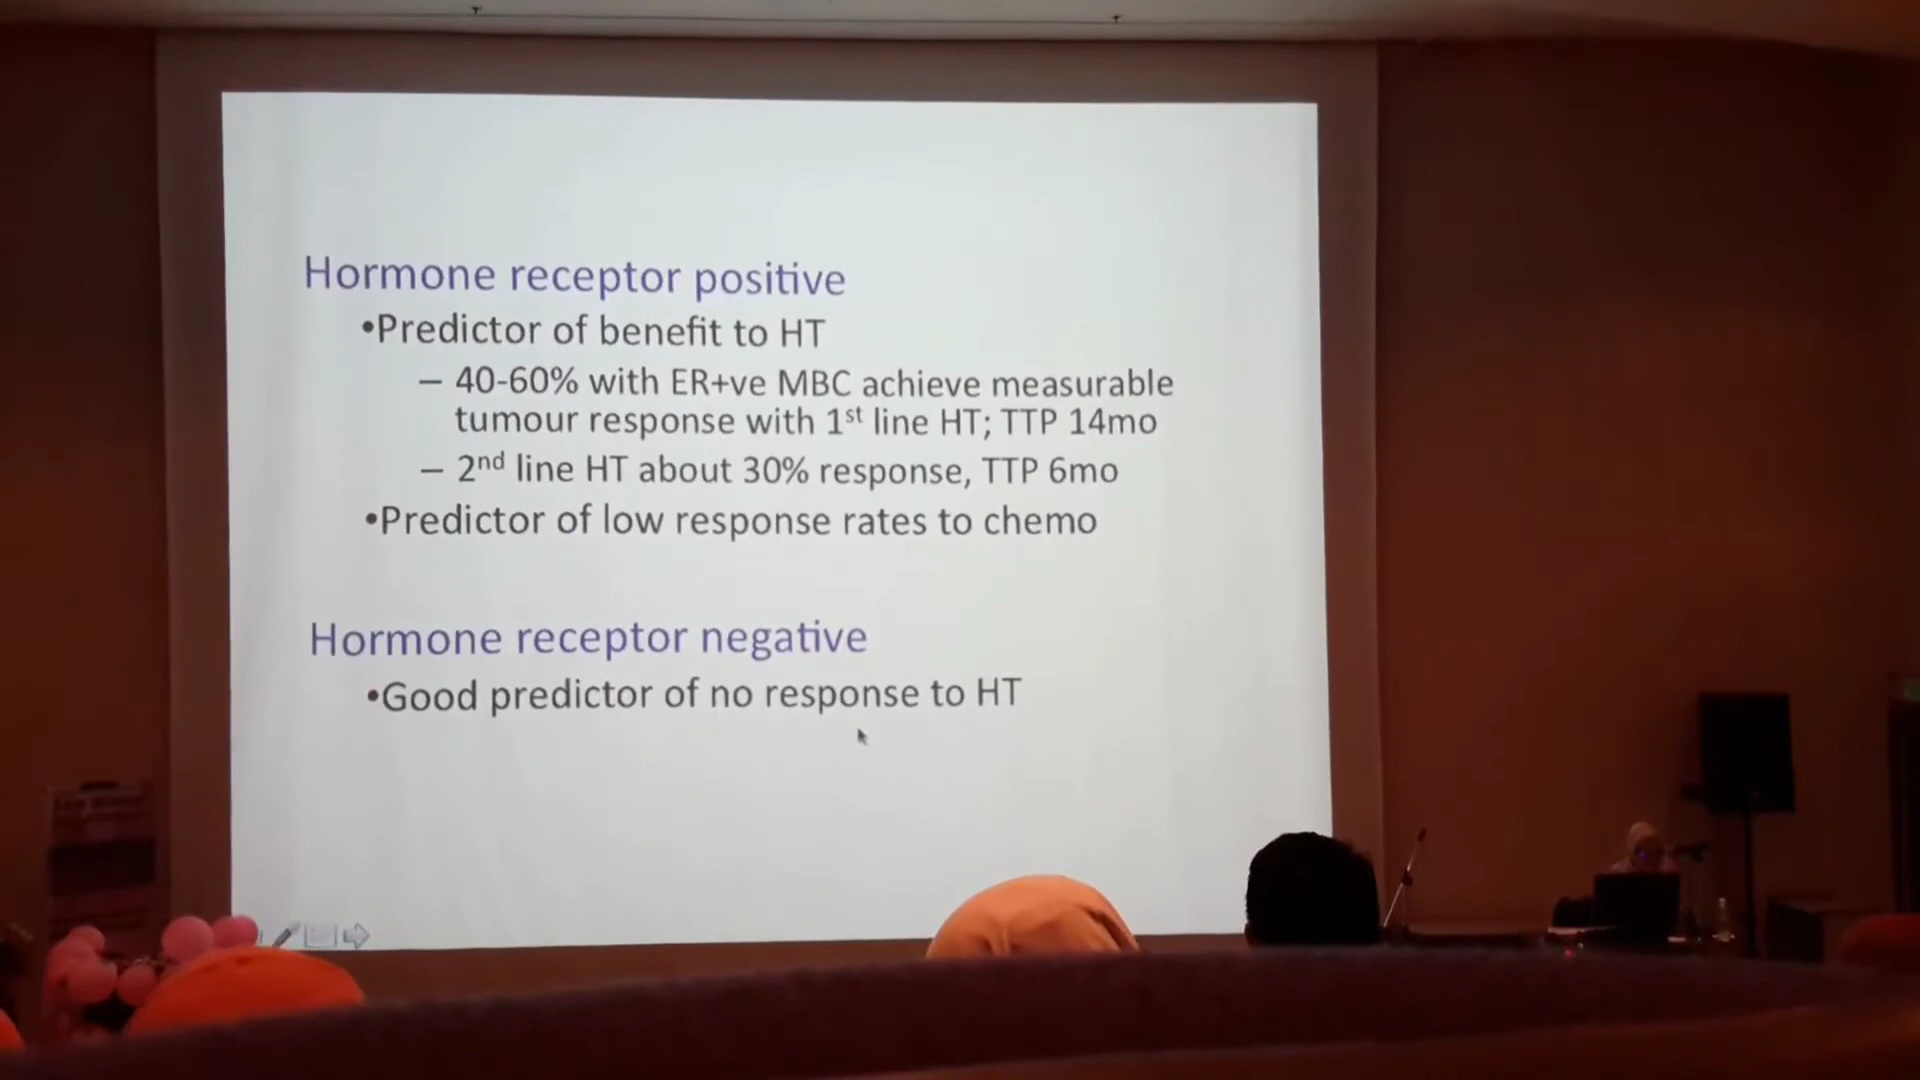 Hormone receptor positive
•Predictor of benefit to HT
– 40-60% with ER+ve MBC achieve measurable
tumour response with 1st line HT; TTP 14mo
– 2nd line HT about 30% response, TTP 6mo
•Predictor of low response rates to chemo
Hormone receptor negative
•Good predictor of no response to HT